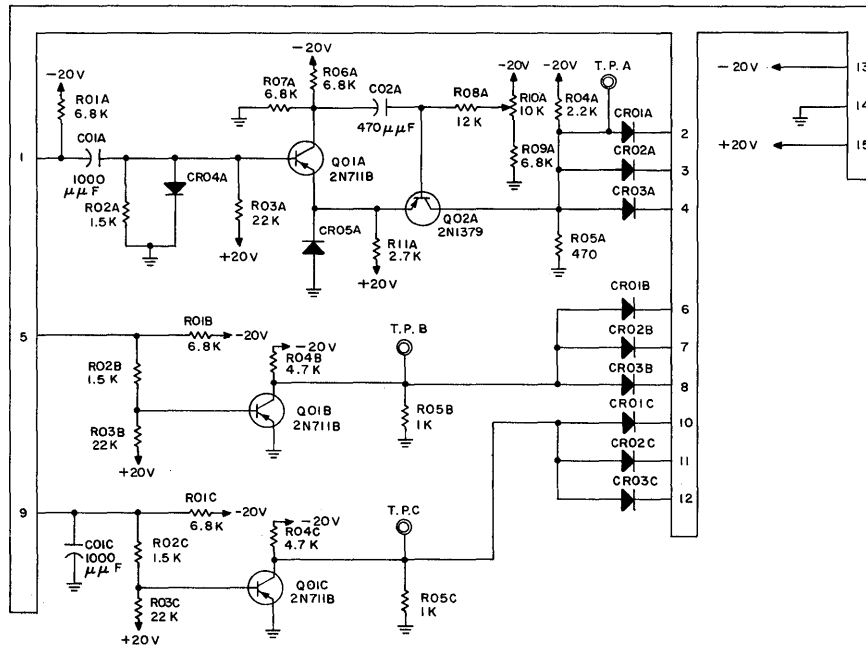 -20V
R01A
6.8K
C01A
1000
μμF
1
R02A
1.5K
CR04A
R03A
22K
+20V
R07A
6.8K
-20V
R06A
6.8K
C02A
470μμF
Q01A
2N711B
CR05A
R11A
2.7K
+20V
R08A
12K
Q02A
2N1379
-20V
R10A
10K
R09A
6.8K
-20V
R04A
2.2K
T.P.A
R05A
470
CR01A
2
CR02A
3
CR03A
4
-20V
13
14
+20V
15
5
R01B
6.8K
-20V
R02B
1.5K
R03B
22K
+20V
-20V
R04B
4.7K
Q01B
2N711B
T.P.B
R05B
1K
CR01B
6
CR02B
7
CR03B
8
CR01C
10
CR02C
11
CR03C
12
9
C01C
1000
μμF
R01C
6.8K
-20V
R02C
1.5K
R03C
22K
+20V
-20V
R04C
4.7K
Q01C
2N711B
T.P.C
R05C
1K